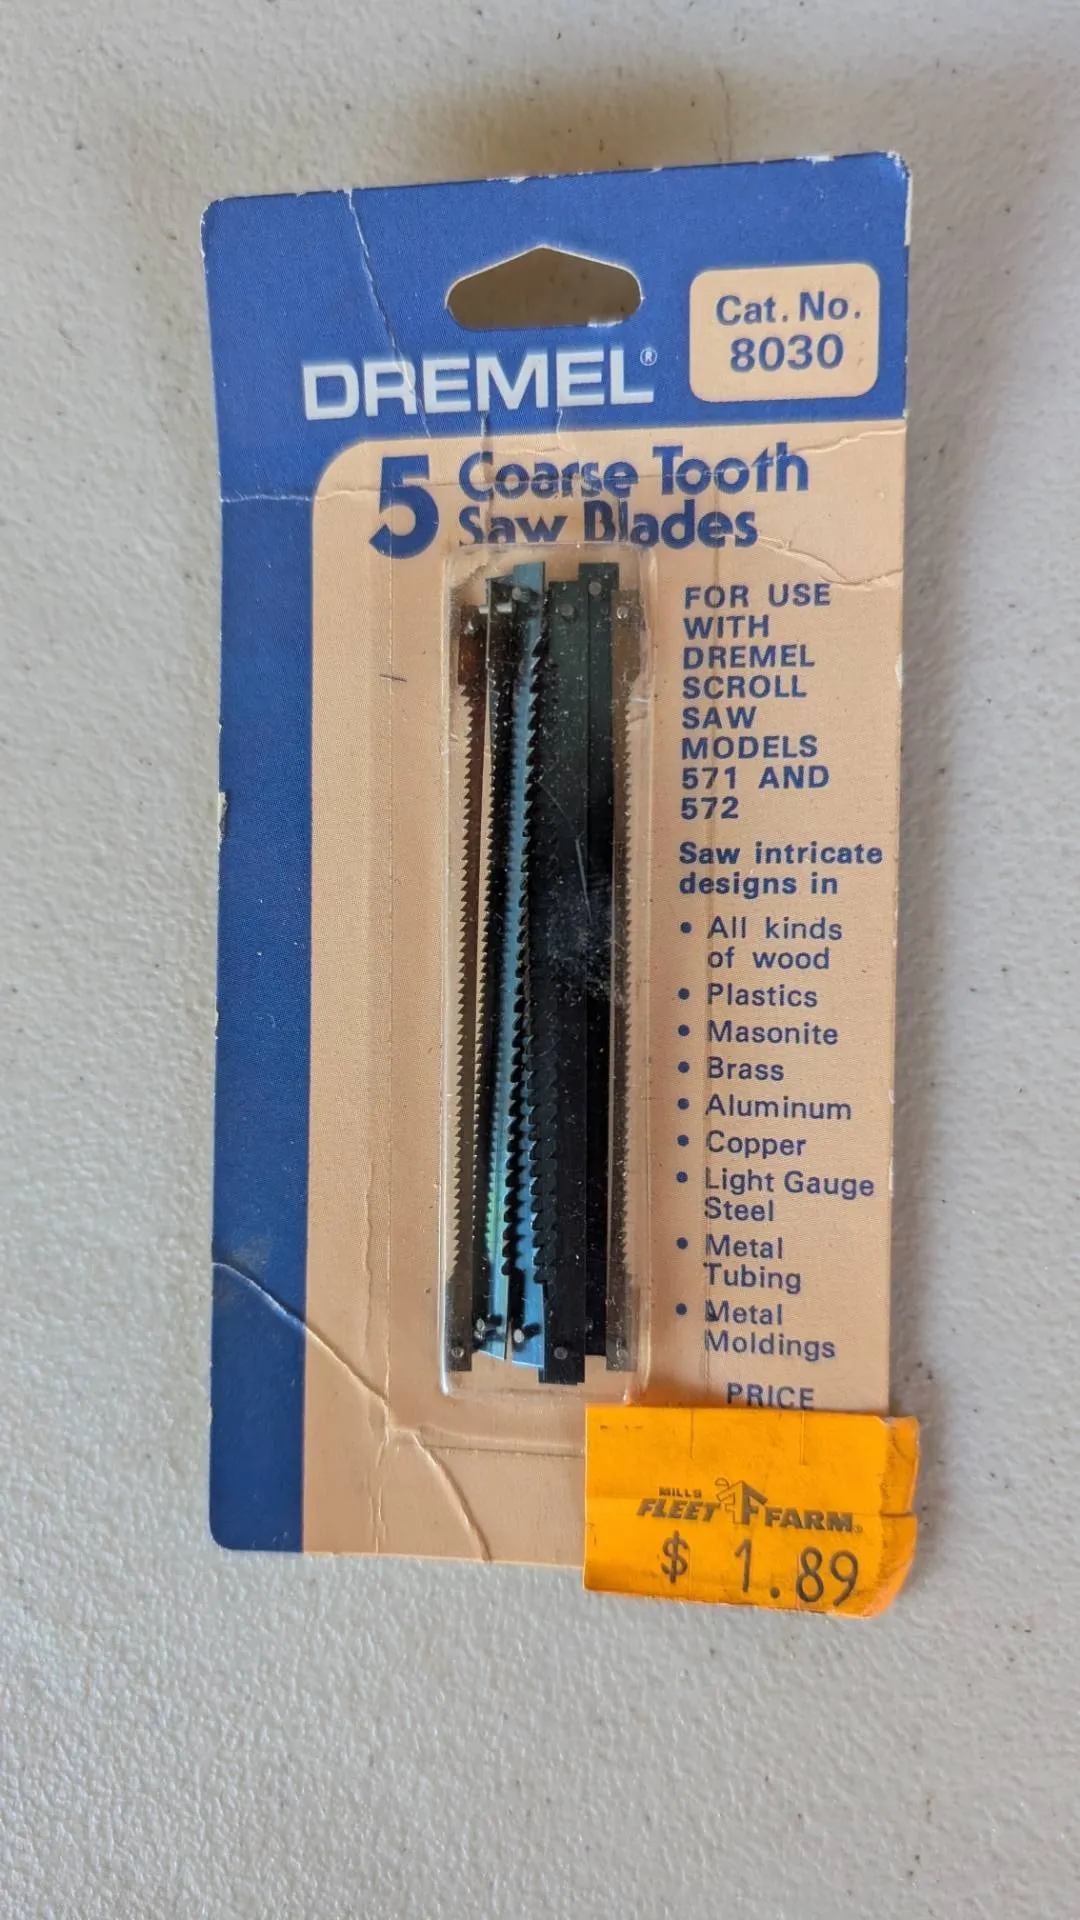 Cat. No.
8030
DREMEL®
5 Coarse Tooth
Saw Blades
FOR USE
WITH
DREMEL
SCROLL
SAW
MODELS
571 AND
572
Saw intricate
designs in
• All kinds
of wood
• Plastics
• Masonite
• Brass
• Aluminum
• Copper
• Light Gauge
Steel
• Metal
Tubing
• Metal
Moldings
PRICE
MILLS
FLEET FARM
$ 1.89